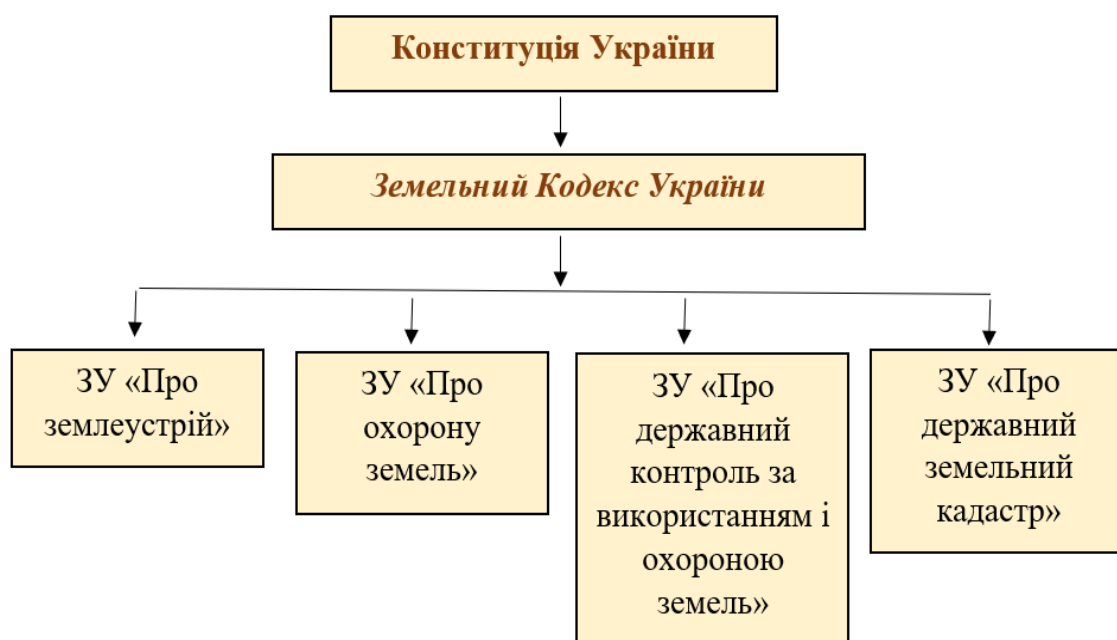 Конституція України
Земельний Кодекс України
ЗУ «Про
землеустрій»
ЗУ «Про
охорону
земель»
ЗУ «Про
державний
контроль за
використанням і
охороною
земель»
ЗУ «Про
державний
земельний
кадастр»